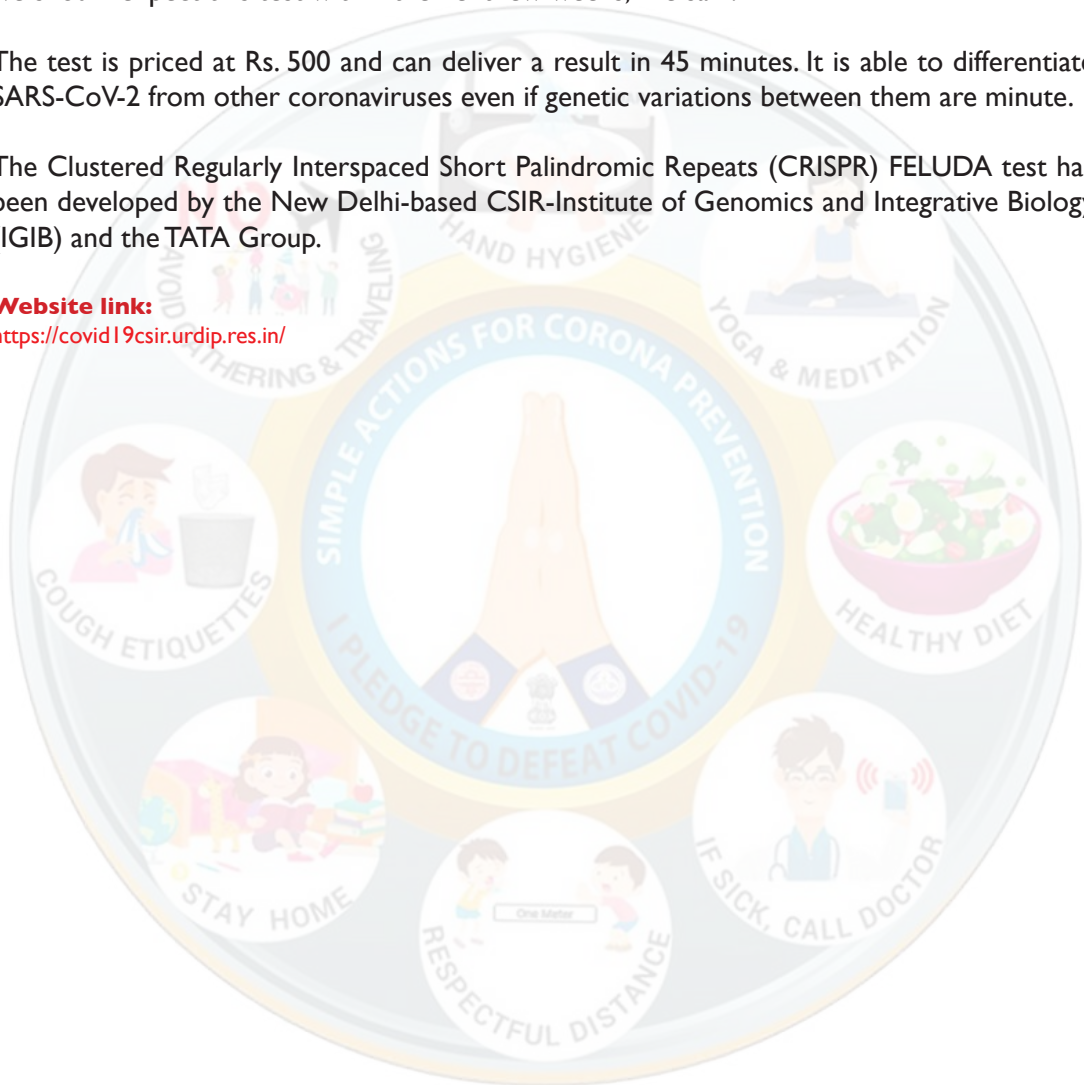 The test is priced at Rs. 500 and can deliver a result in 45 minutes. It is able to differentiate
SARS-CoV-2 from other coronaviruses even if genetic variations between them are minute.
The Clustered Regularly Interspaced Short Palindromic Repeats (CRISPR) FELUDA test has
been developed by the New Delhi-based CSIR-Institute of Genomics and Integrative Biology
(IGIB) and the TATA Group.
Website link:
https://covid19csir.urdip.res.in/
NO
AVOID GATHERING & TRAVELING
HAND HYGIENE
YOGA & MEDITATION
SIMPLE ACTIONS FOR CORONA PREVENTION
COUGH ETIQUETTES
HEALTHY DIET
I PLEDGE TO DEFEAT COVID-19
STAY HOME
One Meter
RESPECTFUL DISTANCE
IF SICK, CALL DOCTOR